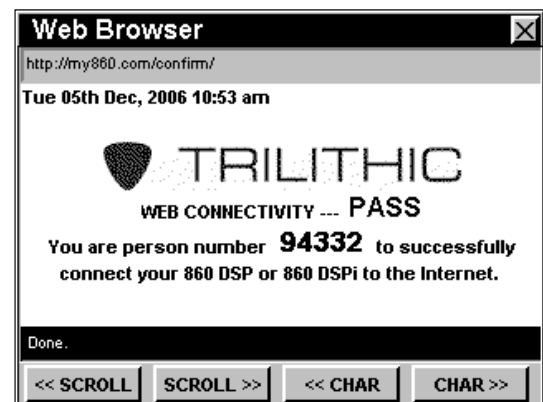 Web Browser
http://my860.com/confirm/
Tue 05th Dec, 2006 10:53 am
TRILITHIC
WEB CONNECTIVITY --- PASS
You are person number 94332 to successfully
connect your 860 DSP or 860 DSPi to the Internet.
Done.
<< SCROLL SCROLL >> << CHAR CHAR >>